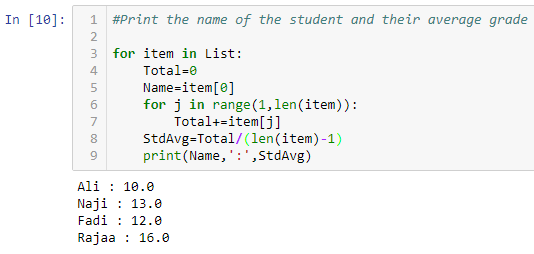 In [10]:
1 #Print the name of the student and their average grade
2
3 for item in List:
4     Total=0
5     Name=item[0]
6     for j in range(1,len(item)):
7         Total+=item[j]
8     StdAvg=Total/(len(item)-1)
9     print(Name,':',StdAvg)
Ali : 10.0
Naji : 13.0
Fadi : 12.0
Rajaa : 16.0